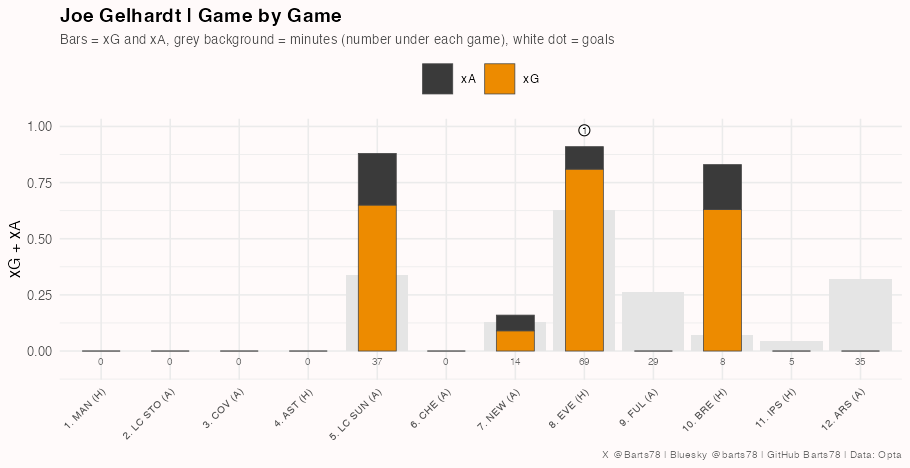 Joe Gelhardt | Game by Game
Bars = xG and xA, grey background = minutes (number under each game), white dot = goals
xA xG
xG + xA
1.00
0.75
0.50
0.25
0.00
1
0 0 0 0 37 0 14 69 29 8 5 35
1. MAN (H)
2. LC STO (A)
3. COV (A)
4. AST (H)
5. LC SUN (A)
6. CHE (A)
7. NEW (A)
8. EVE (H)
9. FUL (A)
10. BRE (H)
11. IPS (H)
12. ARS (A)
X @Barts78 | Bluesky @barts78 | GitHub Barts78 | Data: Opta